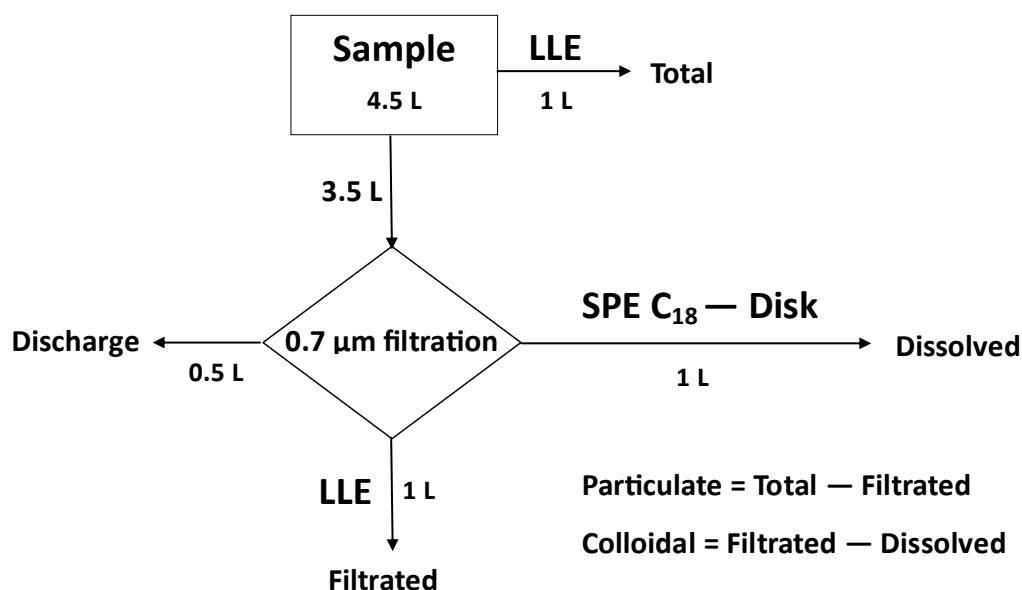 Sample
4.5 L
LLE
1 L
Total
3.5 L
0.7 µm filtration
Discharge
0.5 L
SPE C₁₈ — Disk
1 L
Dissolved
LLE
1 L
Filtrated
Particulate = Total — Filtrated
Colloidal = Filtrated — Dissolved